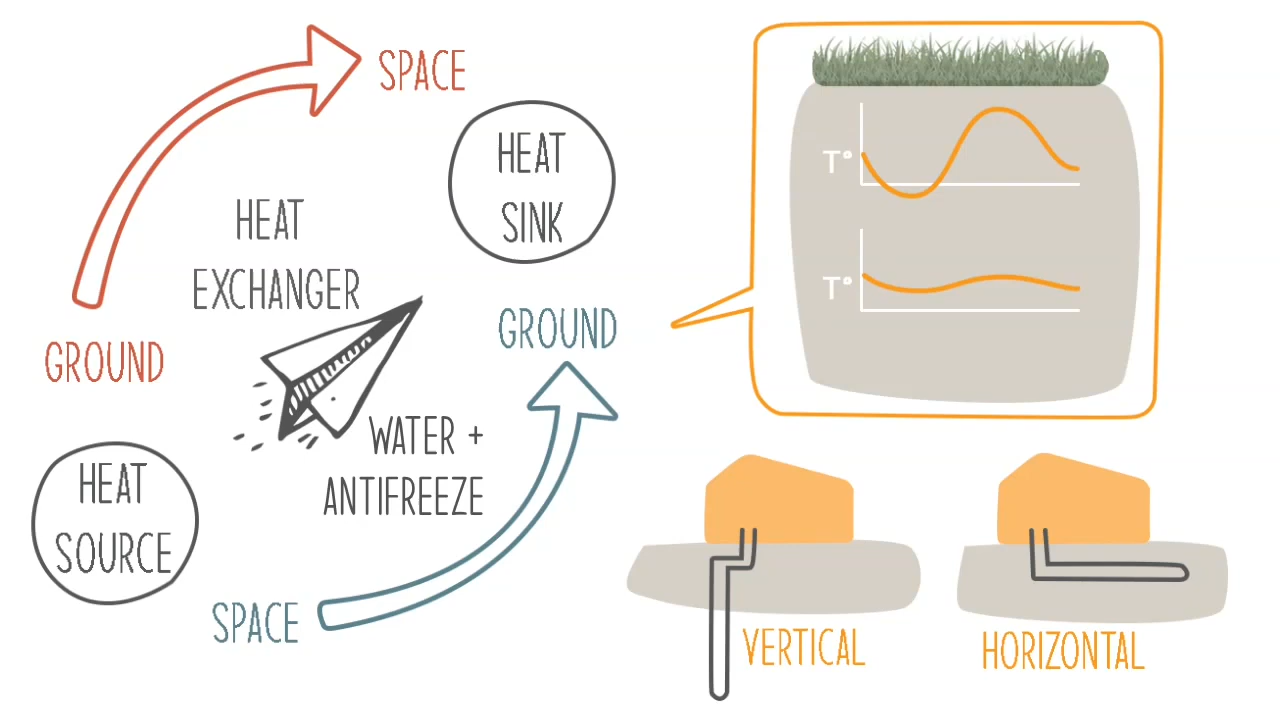 SPACE
HEAT
SINK
HEAT
EXCHANGER
GROUND
GROUND
WATER +
ANTIFREEZE
HEAT
SOURCE
SPACE
T°
T°
VERTICAL
HORIZONTAL